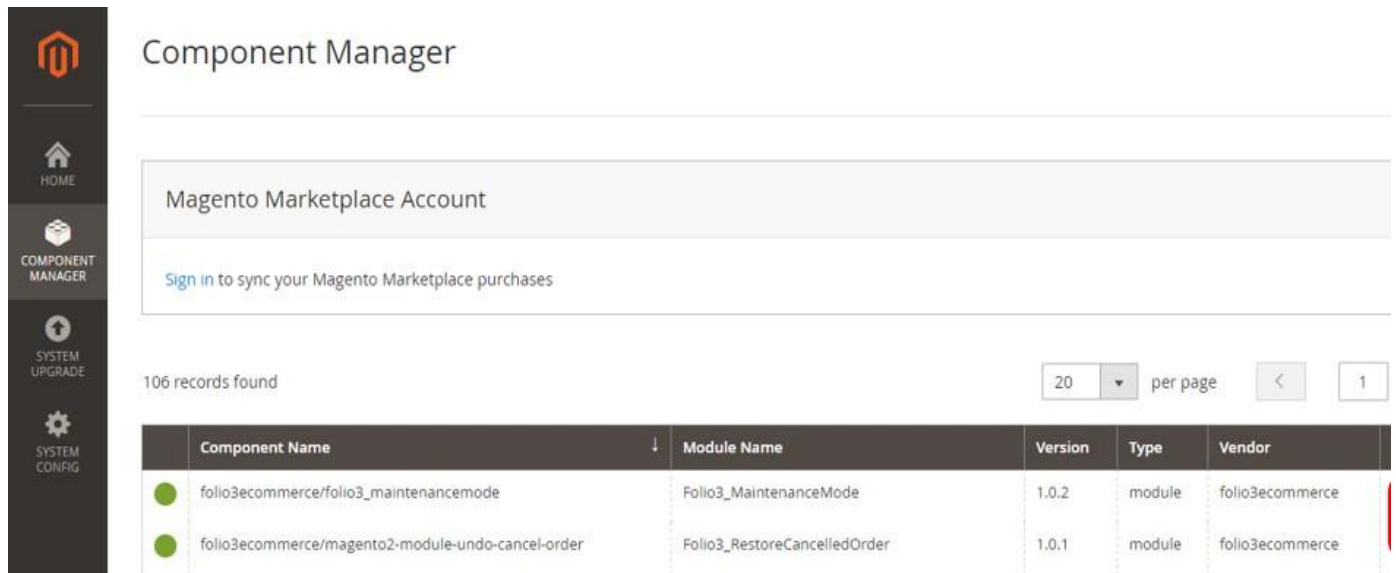 Component Manager
HOME
Magento Marketplace Account
COMPONENT
MANAGER
Sign in to sync your Magento Marketplace purchases
SYSTEM
UPGRADE
106 records found 20 per page 1
SYSTEM
CONFIG
Component Name ↓ Module Name Version Type Vendor
folio3ecommerce/folio3_maintenancemode Folio3_MaintenanceMode 1.0.2 module folio3ecommerce
folio3ecommerce/magento2-module-undo-cancel-order Folio3_RestoreCancelledOrder 1.0.1 module folio3ecommerce